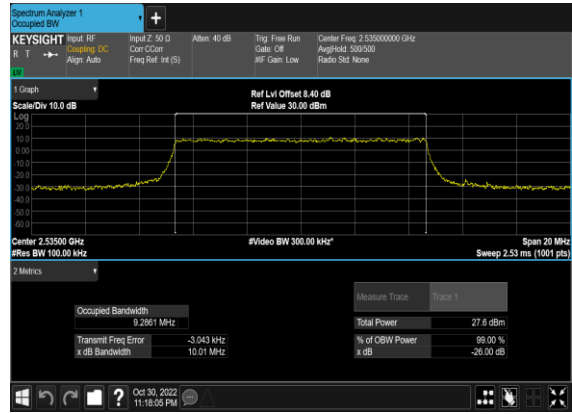 Spectrum Analyzer 1
Occupied BW
+
KEYSIGHT Input: RF Input Z: 50 Ω Atten: 40 dB Trig: Free Run Center Freq: 2.535000000 GHz
R T Coupling: DC Corr CCorr Gate: Off Avg|Hold: 500/500
Align: Auto Freq Ref: Int (S) #IF Gain: Low Radio Std: None
LW
1 Graph Ref Lvl Offset 8.40 dB
Scale/Div 10.0 dB Ref Value 30.00 dBm
Log
20.0
10.0
0.00
-10.0
-20.0
-30.0
-40.0
-50.0
-60.0
Center 2.53500 GHz #Video BW 300.00 kHz* Span 20 MHz
#Res BW 100.00 kHz Sweep 2.53 ms (1001 pts)
2 Metrics
Measure Trace Trace 1
Occupied Bandwidth
9.2861 MHz Total Power 27.6 dBm
Transmit Freq Error -3.043 kHz % of OBW Power 99.00 %
x dB Bandwidth 10.01 MHz x dB -26.00 dB
? Oct 30, 2022
11:18:05 PM